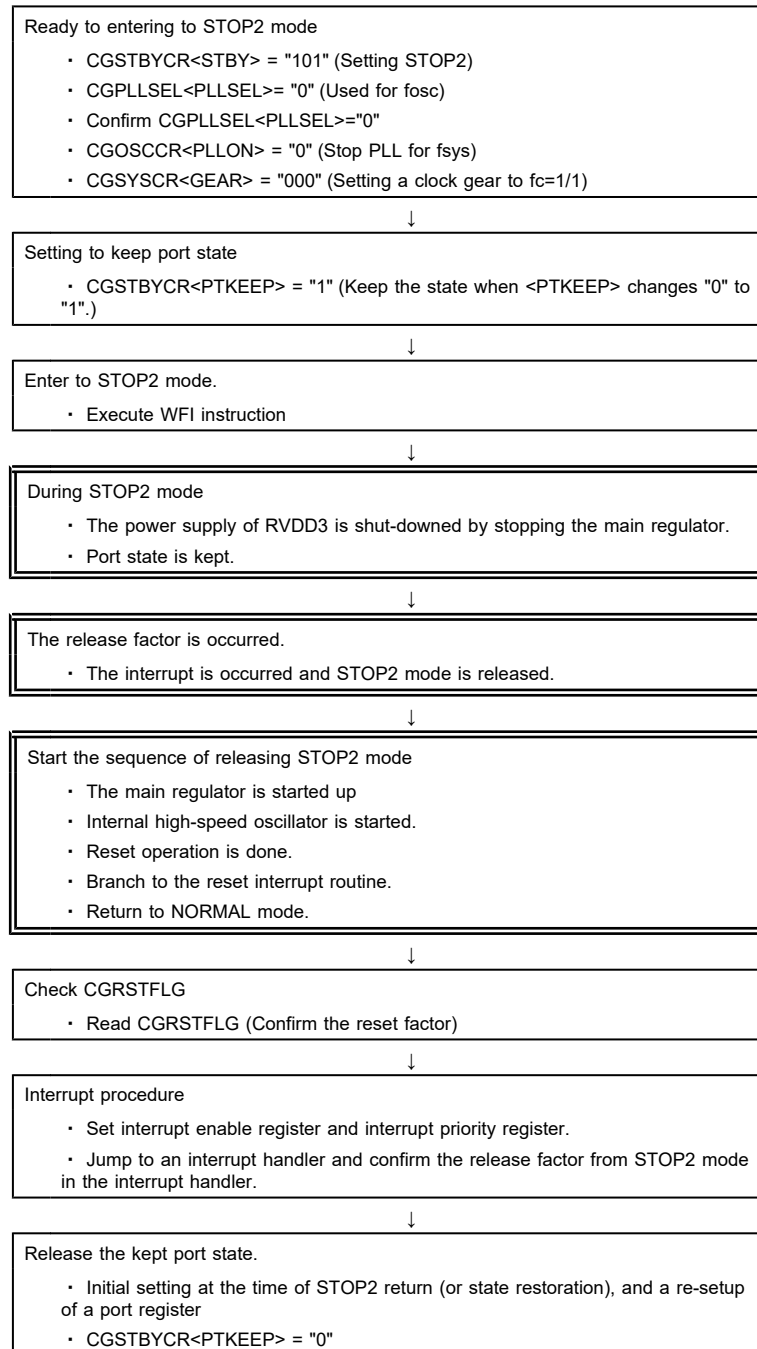 Ready to entering to STOP2 mode
・ CGSTBYCR<STBY> = "101" (Setting STOP2)
・ CGPLLSEL<PLLSEL>= "0" (Used for fosc)
・ Confirm CGPLLSEL<PLLSEL>="0"
・ CGOSCCR<PLLON> = "0" (Stop PLL for fsys)
・ CGSYSCR<GEAR> = "000" (Setting a clock gear to fc=1/1)
↓
Setting to keep port state
・ CGSTBYCR<PTKEEP> = "1" (Keep the state when <PTKEEP> changes "0" to
"1".)
↓
Enter to STOP2 mode.
・ Execute WFI instruction
↓
During STOP2 mode
・ The power supply of RVDD3 is shut-downed by stopping the main regulator.
・ Port state is kept.
↓
The release factor is occurred.
・ The interrupt is occurred and STOP2 mode is released.
↓
Start the sequence of releasing STOP2 mode
・ The main regulator is started up
・ Internal high-speed oscillator is started.
・ Reset operation is done.
・ Branch to the reset interrupt routine.
・ Return to NORMAL mode.
↓
Check CGRSTFLG
・ Read CGRSTFLG (Confirm the reset factor)
↓
Interrupt procedure
・ Set interrupt enable register and interrupt priority register.
・ Jump to an interrupt handler and confirm the release factor from STOP2 mode
in the interrupt handler.
↓
Release the kept port state.
・ Initial setting at the time of STOP2 return (or state restoration), and a re-setup
of a port register
・ CGSTBYCR<PTKEEP> = "0"